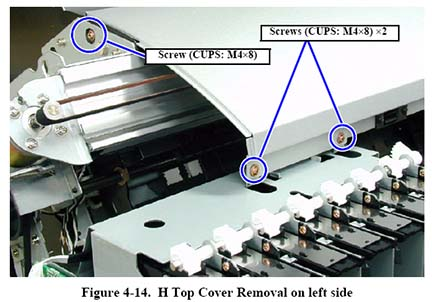 Screws (CUPS: M4×8) ×2
Screw (CUPS: M4×8)
Figure 4-14.  H Top Cover Removal on left side